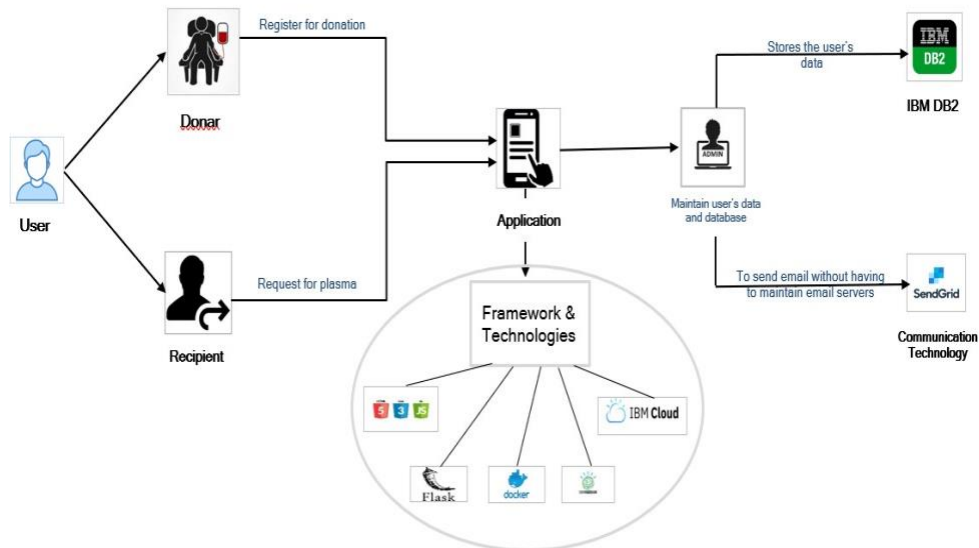 Register for donation
Donar
User
Request for plasma
Recipient
Application
ADMIN
Maintain user's data
and database
Stores the user's
data
IBM
DB2
IBM DB2
To send email without having
to maintain email servers
SendGrid
Communication
Technology
Framework &
Technologies
5 3 JS
Flask
docker
IBM Cloud